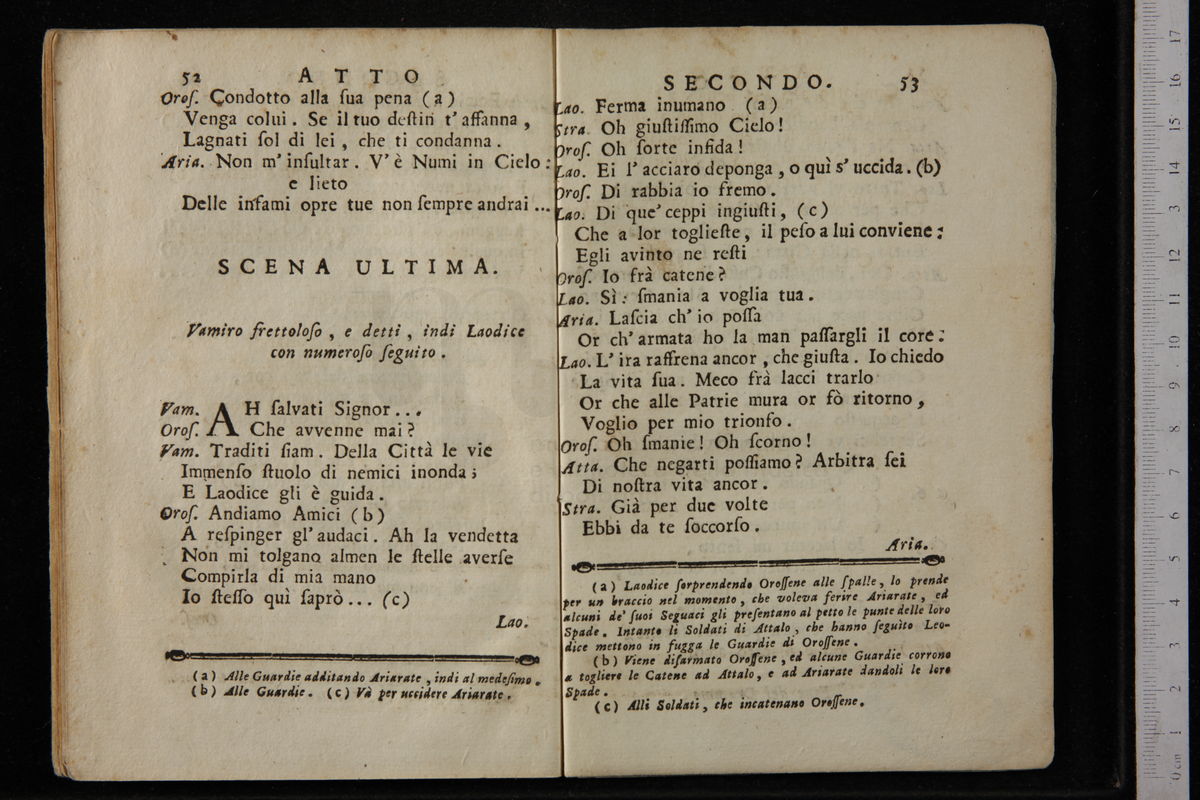 52 ATTO
Oroſ. Condotto alla ſua pena (a)
Venga colui. Se il tuo deſtin t' affanna,
Lagnati ſol di lei, che ti condanna.
Aria. Non m' inſultar. V' è Numi in Cielo:
e lieto
Delle infami opre tue non ſempre andrai ...
SCENA ULTIMA.
Vamiro frettoloſo, e detti, indi Laodice
con numeroſo ſeguito.
Vam. AH ſalvati Signor...
Oroſ. Che avvenne mai?
Vam. Traditi ſiam. Della Città le vie
Immenſo ſtuolo di nemici inonda;
E Laodice gli è guida.
Oroſ. Andiamo Amici (b)
A reſpinger gl' audaci. Ah la vendetta
Non mi tolgano almen le ſtelle averſe
Compirla di mia mano
Io ſteſſo quì ſaprò... (c)
Lao.
(a) Alle Guardie additando Ariarate, indi al medeſimo.
(b) Alle Guardie. (c) Và per uccidere Ariarate.
SECONDO. 53
Lao. Ferma inumano (a)
Stra. Oh giuſtiſſimo Cielo!
Oroſ. Oh ſorte infida!
Lao. Ei l' acciaro deponga, o quì s' uccida. (b)
Oroſ. Di rabbia io fremo.
Lao. Di que' ceppi ingiuſti, (c)
Che a lor toglieſte, il peſo a lui conviene:
Egli avinto ne reſti
Oroſ. Io frà catene?
Lao. Sì: ſmania a voglia tua.
Aria. Laſcia ch' io poſſa
Or ch' armata ho la man paſſargli il core:
Lao. L' ira raffrena ancor, che giuſta. Io chiedo
La vita ſua. Meco frà lacci trarlo
Or che alle Patrie mura or fò ritorno,
Voglio per mio trionfo.
Oroſ. Oh ſmanie! Oh ſcorno!
Atta. Che negarti poſſiamo? Arbitra ſei
Di noſtra vita ancor.
Stra. Già per due volte
Ebbi da te ſoccorſo.
Aria.
(a) Laodice ſorprendendo Oroſſene alle ſpalle, lo prende
per un braccio nel momento, che voleva ferire Ariarate, ed
alcuni de' ſuoi Seguaci gli preſentano al petto le punte delle loro
Spade. Intanto li Soldati di Attalo, che hanno ſeguìto Leo-
dice mettono in fugga le Guardie di Oroſſene.
(b) Viene diſarmato Oroſſene, ed alcune Guardie corrono
a togliere le Catene ad Attalo, e ad Ariarate dandoli le loro
Spade.
(c) Alli Soldati, che incatenano Oroſſene.